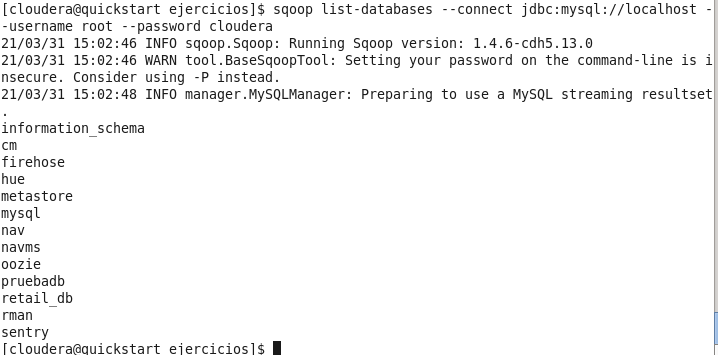 [cloudera@quickstart ejercicios]$ sqoop list-databases --connect jdbc:mysql://localhost -
-username root --password cloudera
21/03/31 15:02:46 INFO sqoop.Sqoop: Running Sqoop version: 1.4.6-cdh5.13.0
21/03/31 15:02:46 WARN tool.BaseSqoopTool: Setting your password on the command-line is i
nsecure. Consider using -P instead.
21/03/31 15:02:48 INFO manager.MySQLManager: Preparing to use a MySQL streaming resultset
.
information_schema
cm
firehose
hue
metastore
mysql
nav
navms
oozie
pruebadb
retail_db
rman
sentry
[cloudera@quickstart ejercicios]$